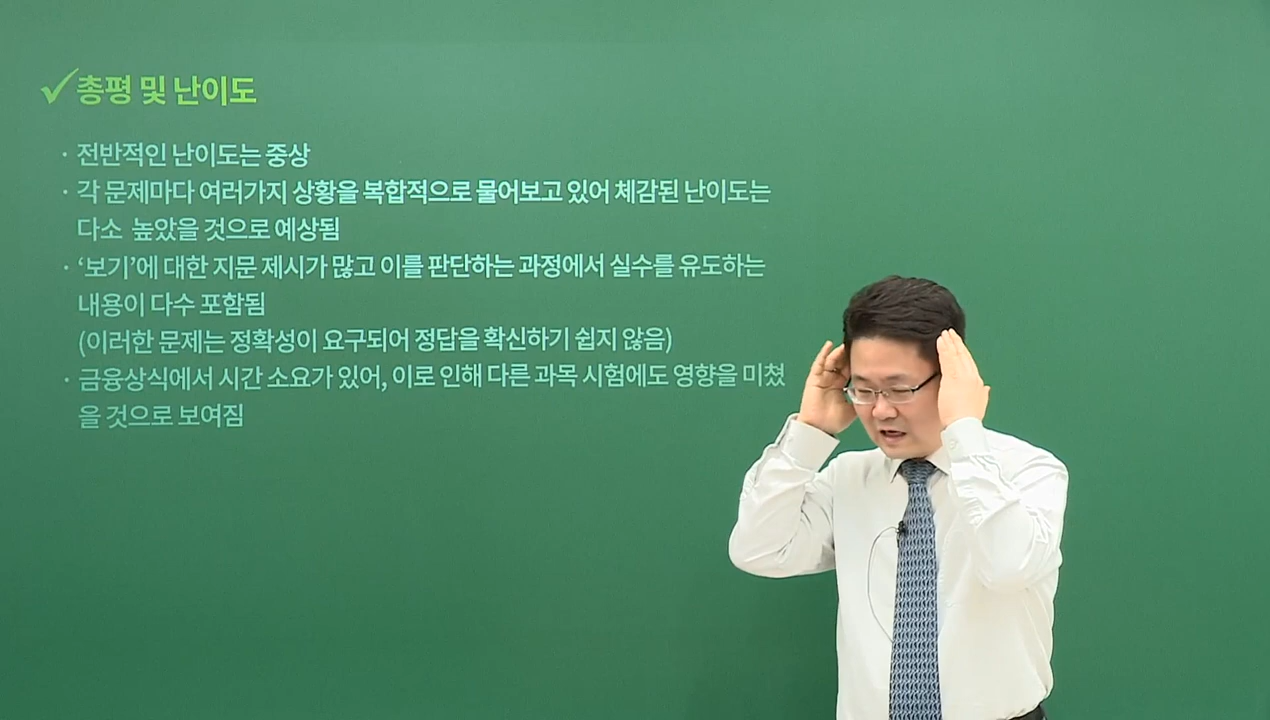 ✓총평 및 난이도
· 전반적인 난이도는 중상
· 각 문제마다 여러가지 상황을 복합적으로 물어보고 있어 체감된 난이도는
다소 높았을 것으로 예상됨
· ‘보기’에 대한 지문 제시가 많고 이를 판단하는 과정에서 실수를 유도하는
내용이 다수 포함됨
(이러한 문제는 정확성이 요구되어 정답을 확신하기 쉽지 않음)
· 금융상식에서 시간 소요가 있어, 이로 인해 다른 과목 시험에도 영향을 미쳤
을 것으로 보여짐